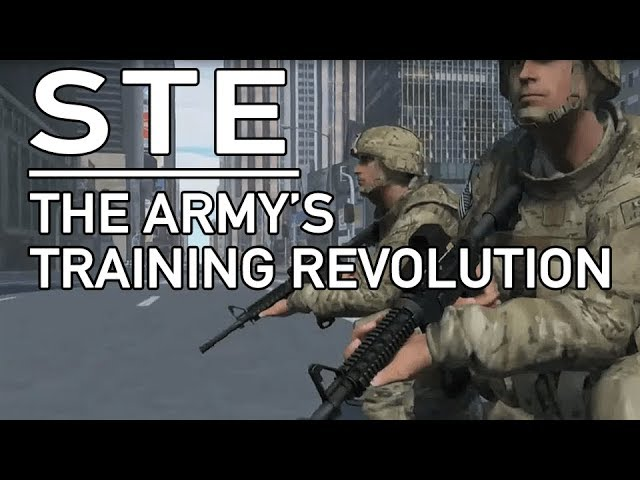 STE
THE ARMY'S
TRAINING REVOLUTION